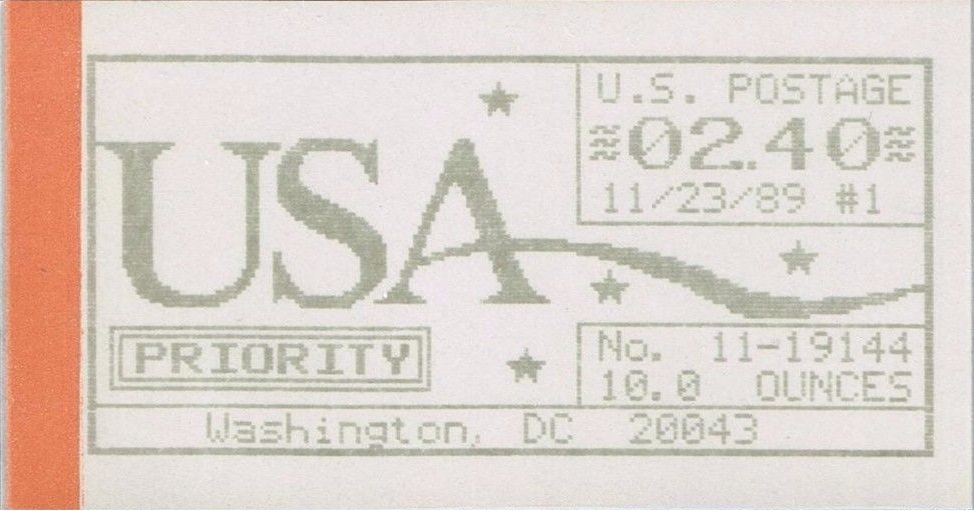 USA
U.S. POSTAGE
≈02.40≈
11/23/89 #1
PRIORITY
No. 11-19144
10.0 OUNCES
Washington, DC 20043